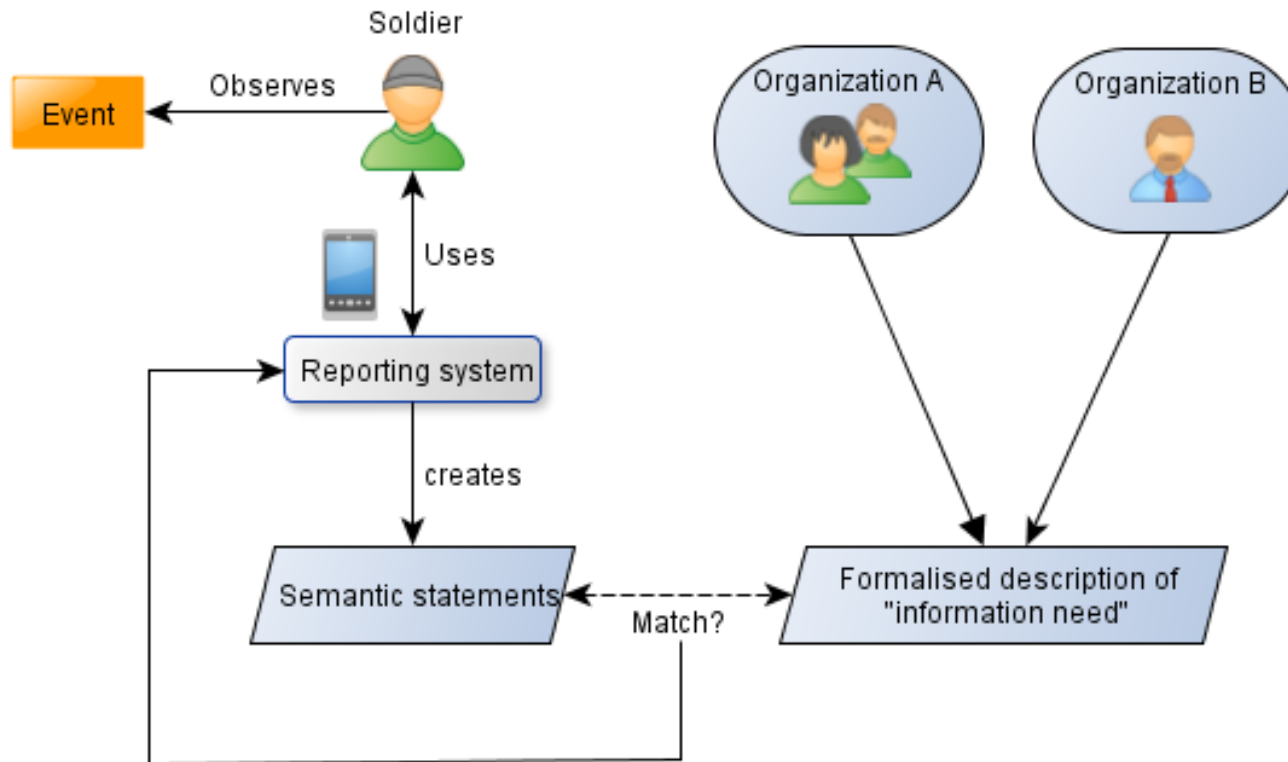 Soldier
Observes
Event
Organization A
Organization B
Uses
Reporting system
creates
Semantic statements
Match?
Formalised description of
"information need"